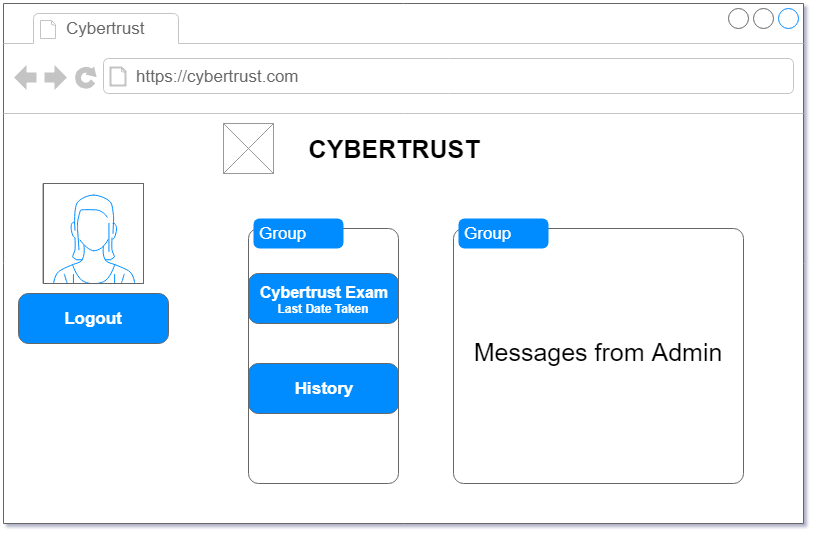 Cybertrust
https://cybertrust.com
CYBERTRUST
Group
Group
Cybertrust Exam
Last Date Taken
Logout
Messages from Admin
History